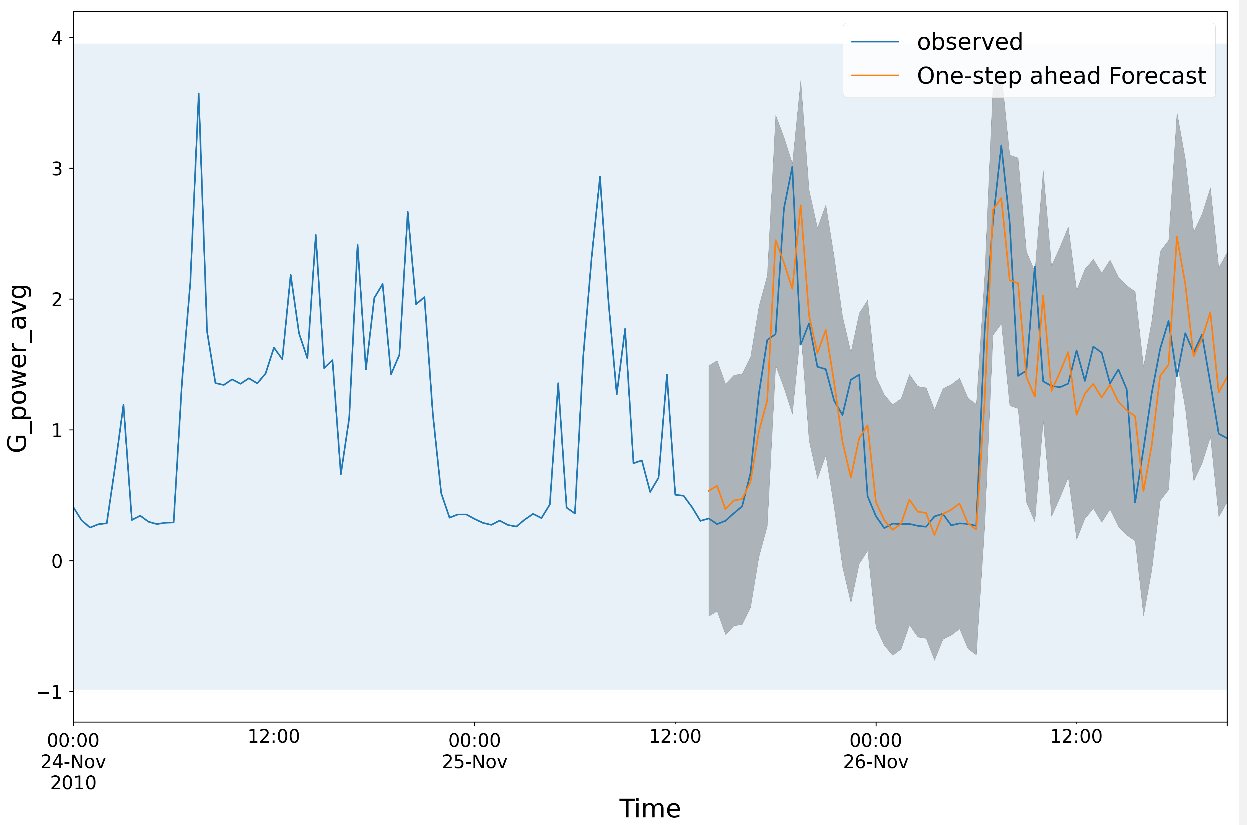 observed
One-step ahead Forecast
4
3
2
1
0
−1
G_power_avg
00:00 12:00 00:00 12:00 00:00 12:00
24-Nov 25-Nov 26-Nov
2010
Time